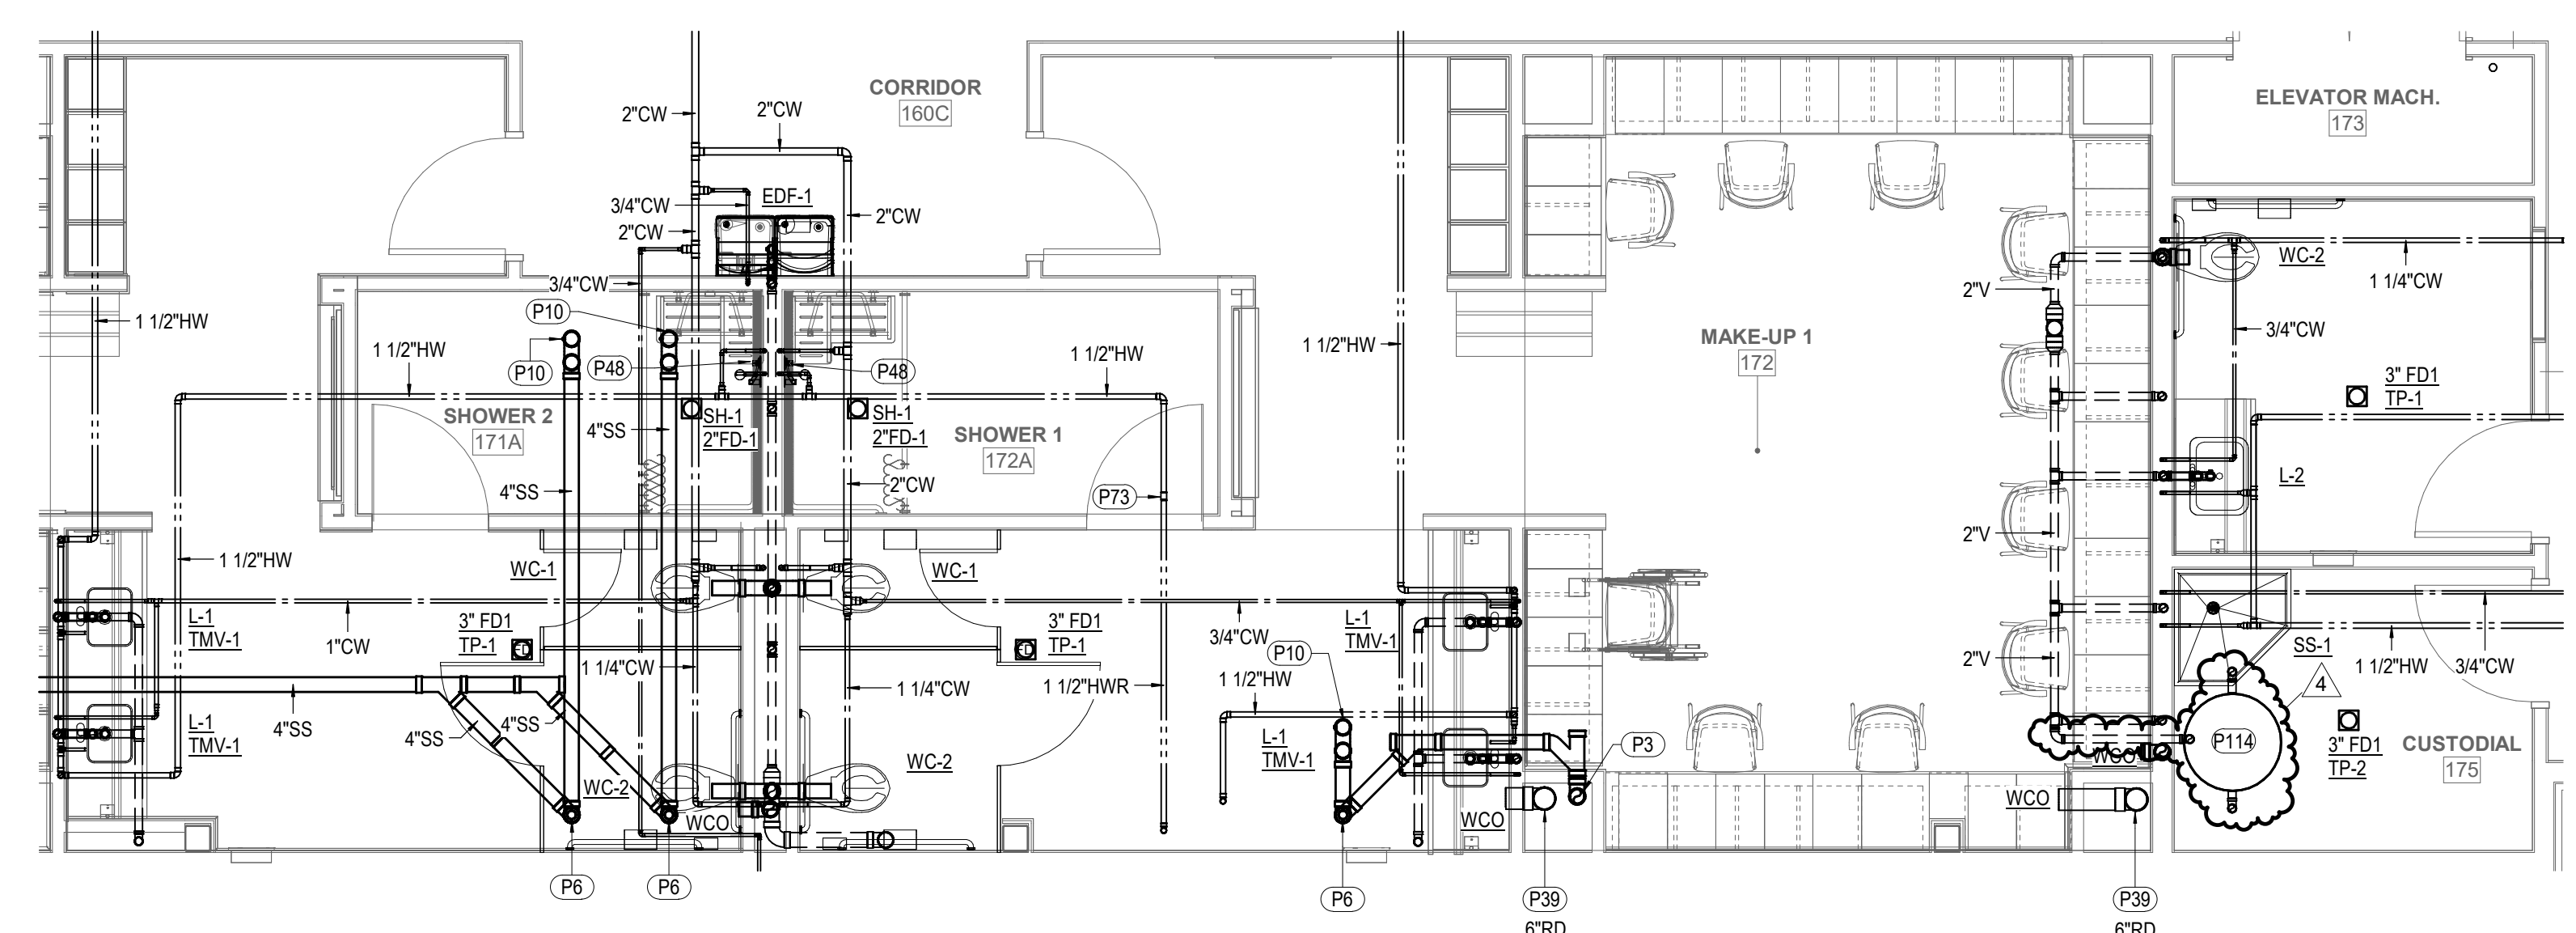 CORRIDOR
160C
ELEVATOR MACH.
173
2"CW
2"CW
3/4"CW
EDF-1
2"CW
2"CW
3/4"CW
WC-2
1 1/4"CW
1 1/2"HW
P10
2"V
3/4"CW
1 1/2"HW
P10
P48
P48
1 1/2"HW
1 1/2"HW
MAKE-UP 1
172
3" FD1
TP-1
SHOWER 2
171A
4"SS
SH-1
2"FD-1
SH-1
2"FD-1
SHOWER 1
172A
4"SS
2"CW
P73
L-2
2"V
1 1/2"HW
WC-1
WC-1
L-1
TMV-1
1"CW
3" FD1
TP-1
FD
1 1/4"CW
FD
3" FD1
TP-1
3/4"CW
L-1
TMV-1
P10
2"V
SS-1
1 1/2"HW
3/4"CW
4"SS
L-1
TMV-1
4"SS
4"SS
WC-2
1 1/4"CW
WC-2
1 1/2"HWR
1 1/2"HW
L-1
TMV-1
P3
4
P114
3" FD1
TP-2
CUSTODIAL
175
WCO
WCO
WCO
WCO
P6
P6
P6
P39
6"RD
P39
6"RD